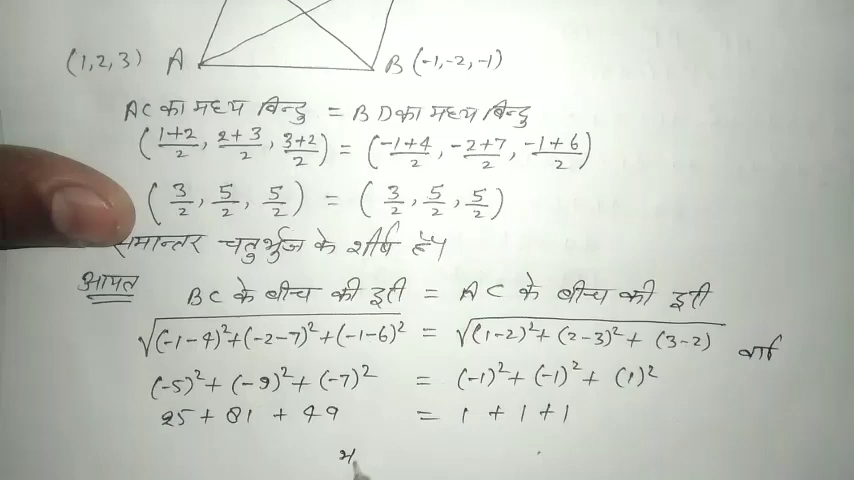 (1,2,3) A B (-1,-2,-1)
AC का मध्य बिन्दु = BD का मध्य बिन्दु
(1+2/2, 2+3/2, 3+2/2) = (-1+4/2, -2+7/2, -1+6/2)
(3/2, 5/2, 5/2) = (3/2, 5/2, 5/2)
समान्तर चतुर्भुज के शीर्ष है।
आयत BC के बीच की दूरी = AC के बीच की दूरी
√(-1-4)²+(-2-7)²+(-1-6)² = √(1-2)²+(2-3)²+(3-2) वर्ग
(-5)²+(-9)²+(-7)² = (-1)²+(-1)²+(1)²
25+81+49 = 1+1+1